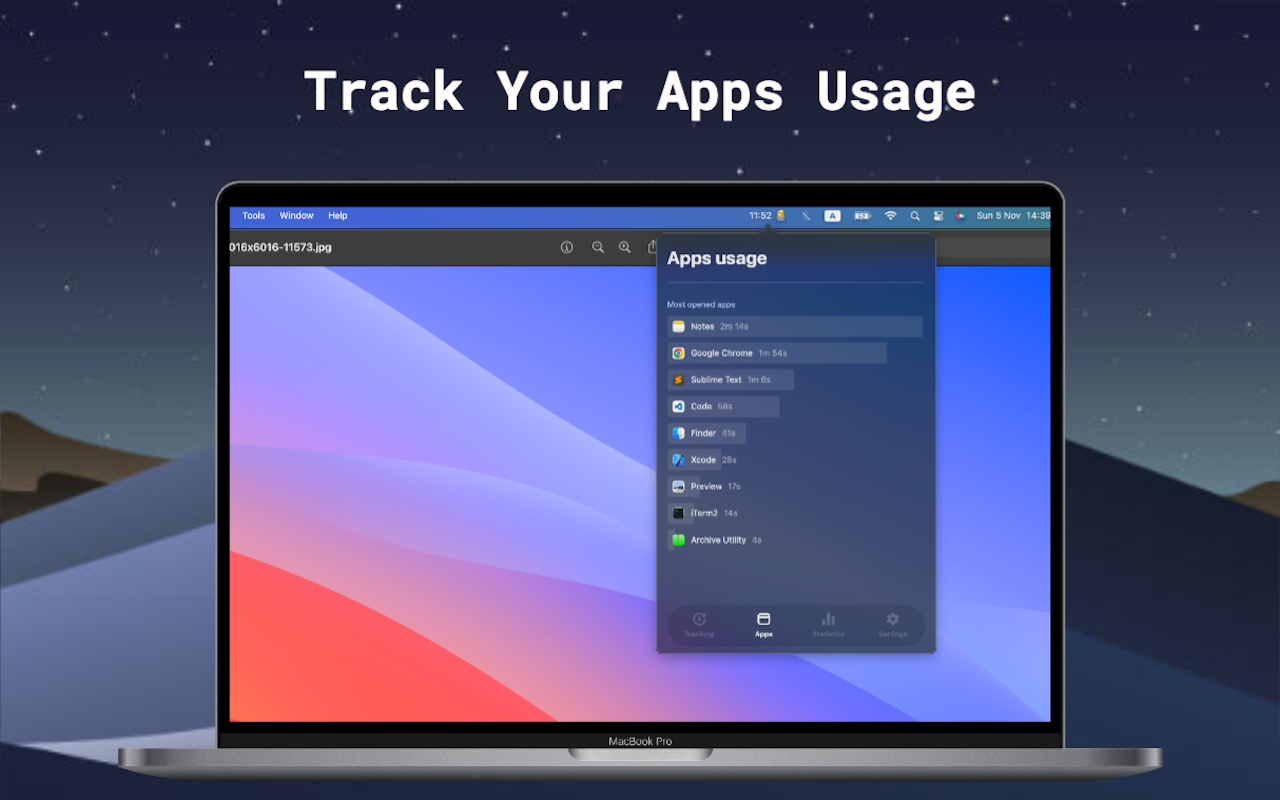 Track Your Apps Usage
Tools Window Help 11:52 A Sun 5 Nov 14:39
016x6016-11573.jpg
Apps usage
Most opened apps
Notes 2m 14s
Google Chrome 1m 54s
Sublime Text 1m 6s
Code 58s
Finder 41s
Xcode 28s
Preview 17s
iTerm2 14s
Archive Utility 4s
Tracking Apps Statistics Settings
MacBook Pro